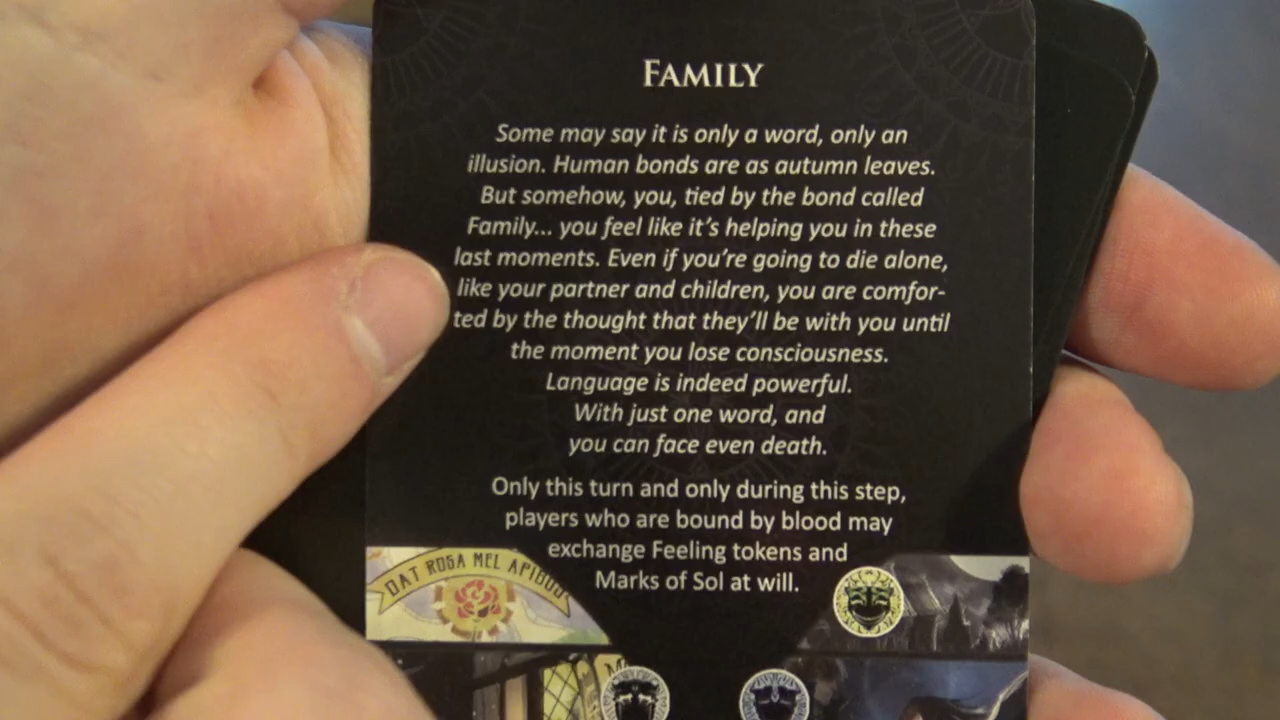 FAMILY
Some may say it is only a word, only an
illusion. Human bonds are as autumn leaves.
But somehow, you, tied by the bond called
Family... you feel like it's helping you in these
last moments. Even if you're going to die alone,
like your partner and children, you are comfor-
ted by the thought that they'll be with you until
the moment you lose consciousness.
Language is indeed powerful.
With just one word, and
you can face even death.
Only this turn and only during this step,
players who are bound by blood may
exchange Feeling tokens and
Marks of Sol at will.
DAT ROSA MEL APIBUS